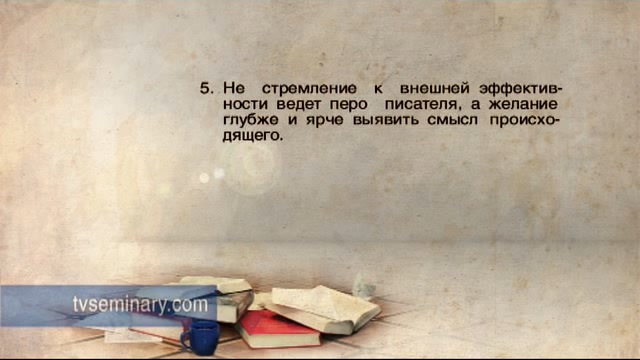 5. Не стремление к внешней эффектив-
ности ведет перо писателя, а желание
глубже и ярче выявить смысл происхо-
дящего.
tvseminary.com